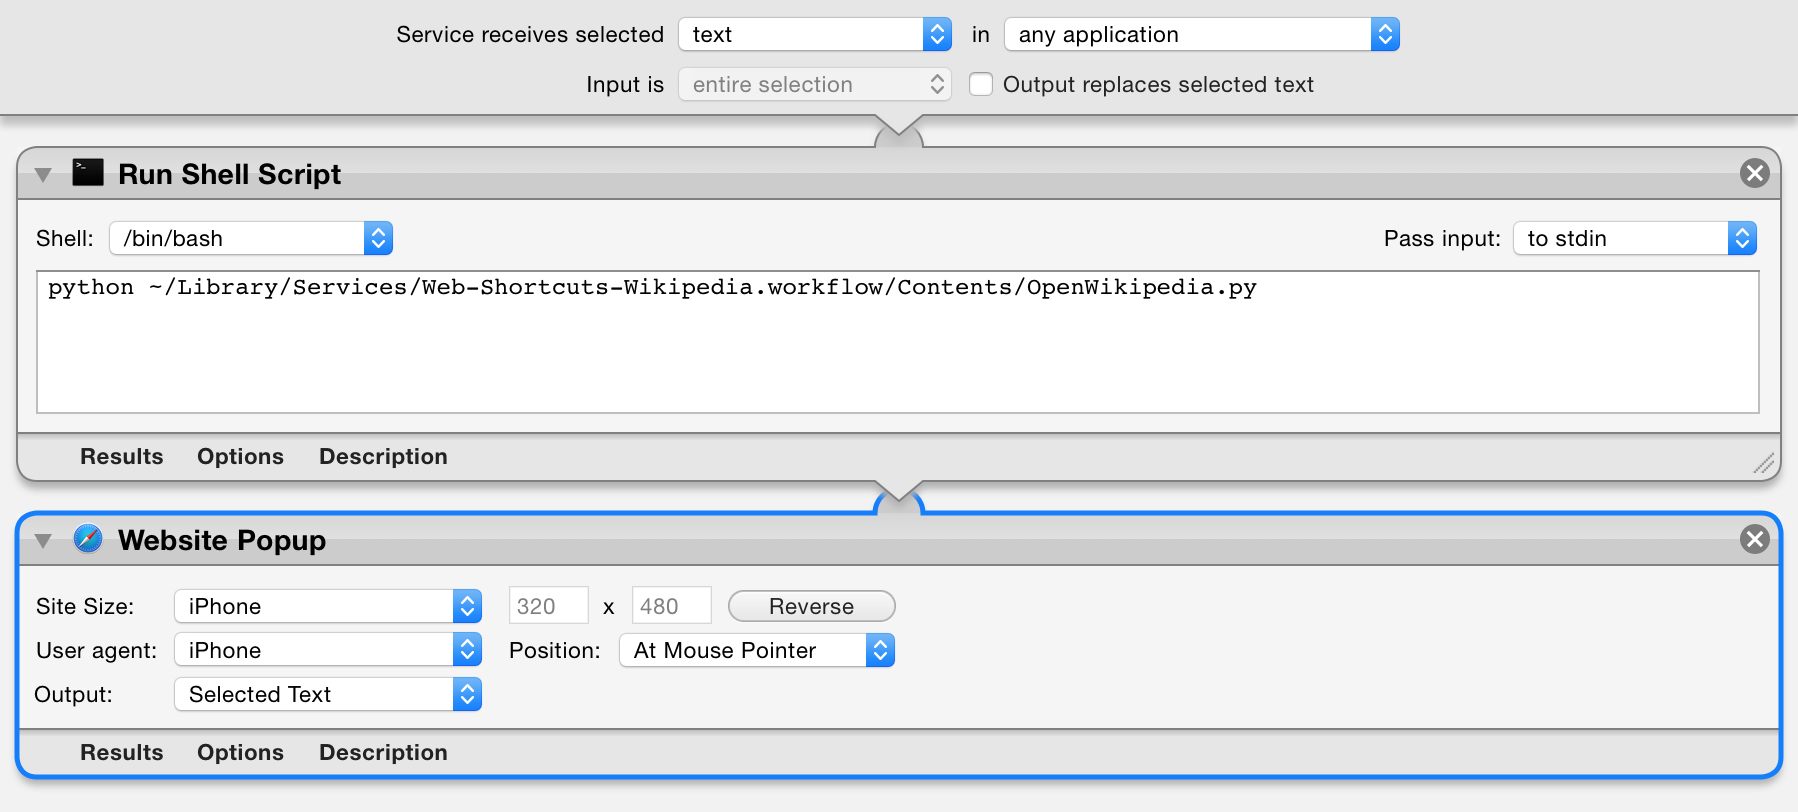 Service receives selected text in any application
Input is entire selection Output replaces selected text
>_ Run Shell Script
Shell: /bin/bash Pass input: to stdin
python ~/Library/Services/Web-Shortcuts-Wikipedia.workflow/Contents/OpenWikipedia.py
Results Options Description
Website Popup
Site Size: iPhone 320 x 480 Reverse
User agent: iPhone Position: At Mouse Pointer
Output: Selected Text
Results Options Description